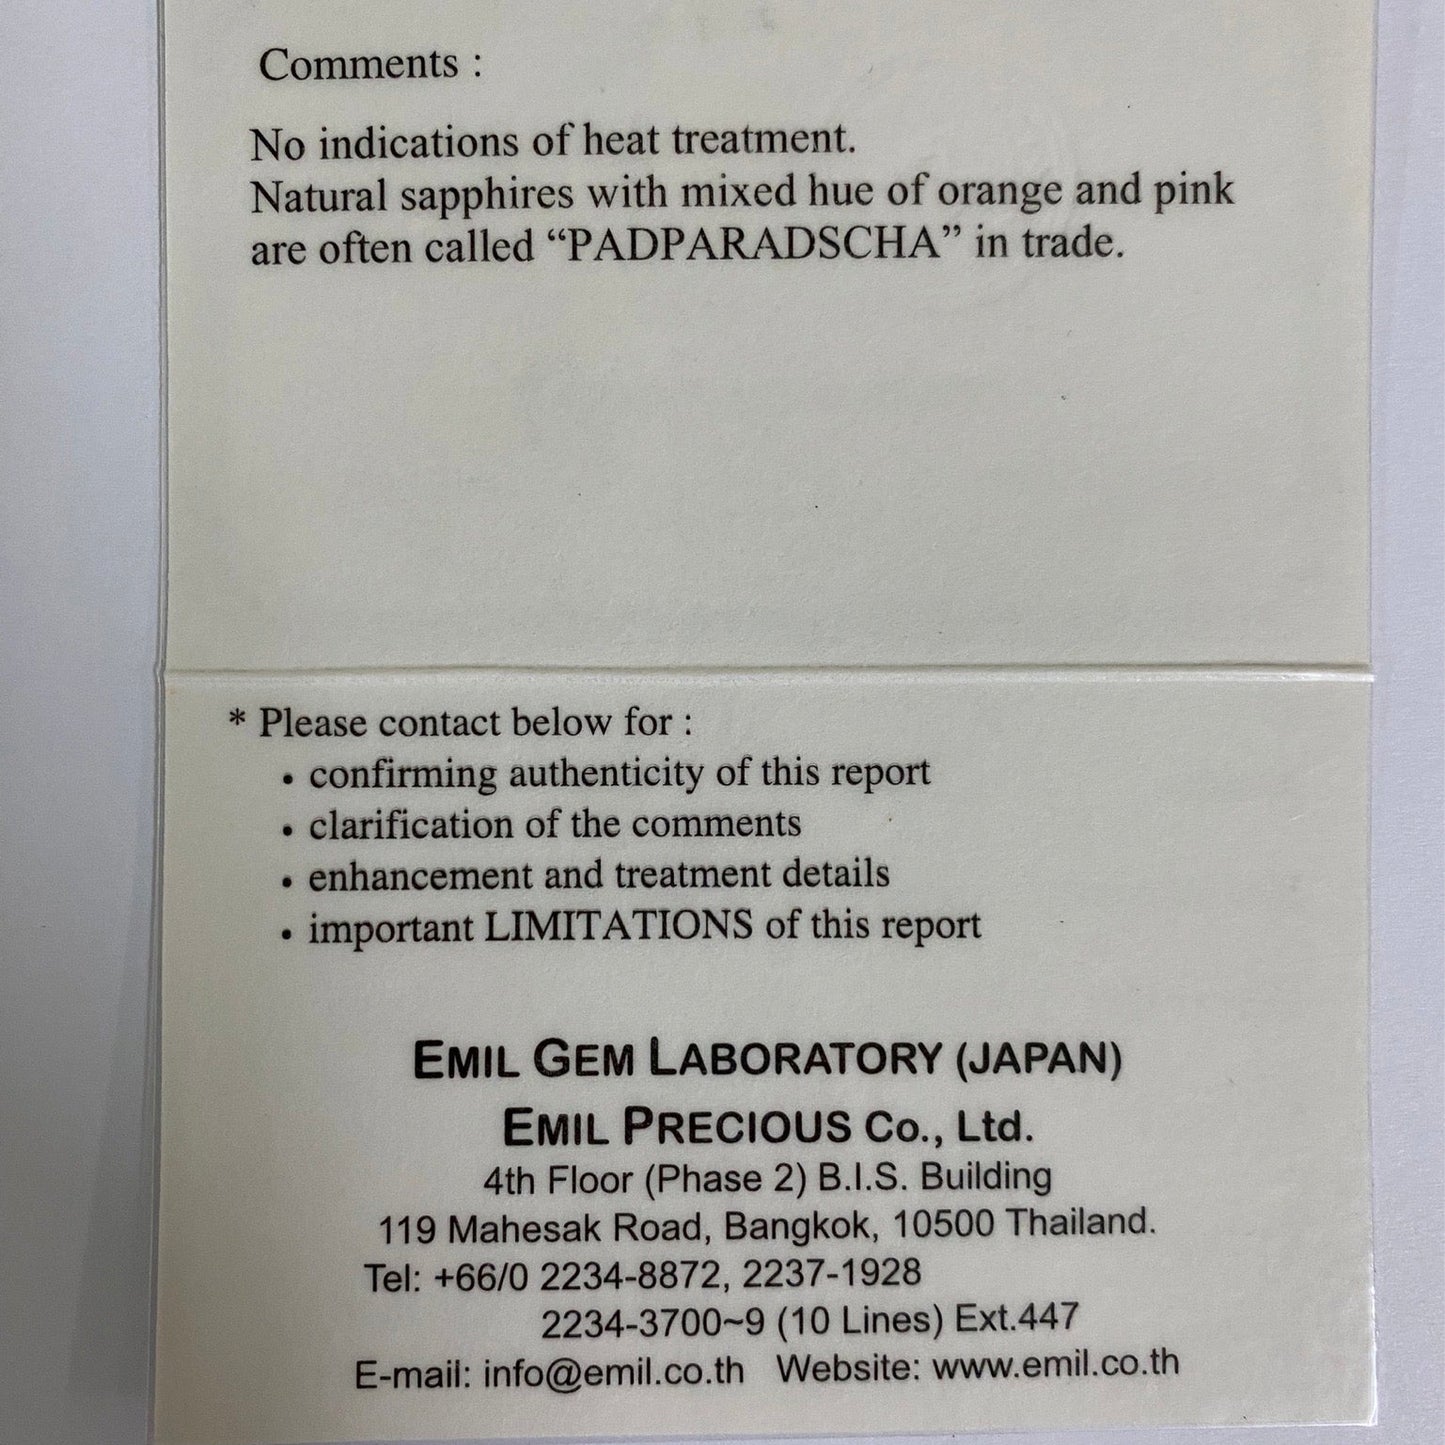 Comments :
No indications of heat treatment.
Natural sapphires with mixed hue of orange and pink
are often called “PADPARADSCHA” in trade.
* Please contact below for :
• confirming authenticity of this report
• clarification of the comments
• enhancement and treatment details
• important LIMITATIONS of this report
EMIL GEM LABORATORY (JAPAN)
EMIL PRECIOUS Co., Ltd.
4th Floor (Phase 2) B.I.S. Building
119 Mahesak Road, Bangkok, 10500 Thailand.
Tel: +66/0 2234-8872, 2237-1928
2234-3700~9 (10 Lines) Ext.447
E-mail: info@emil.co.th Website: www.emil.co.th